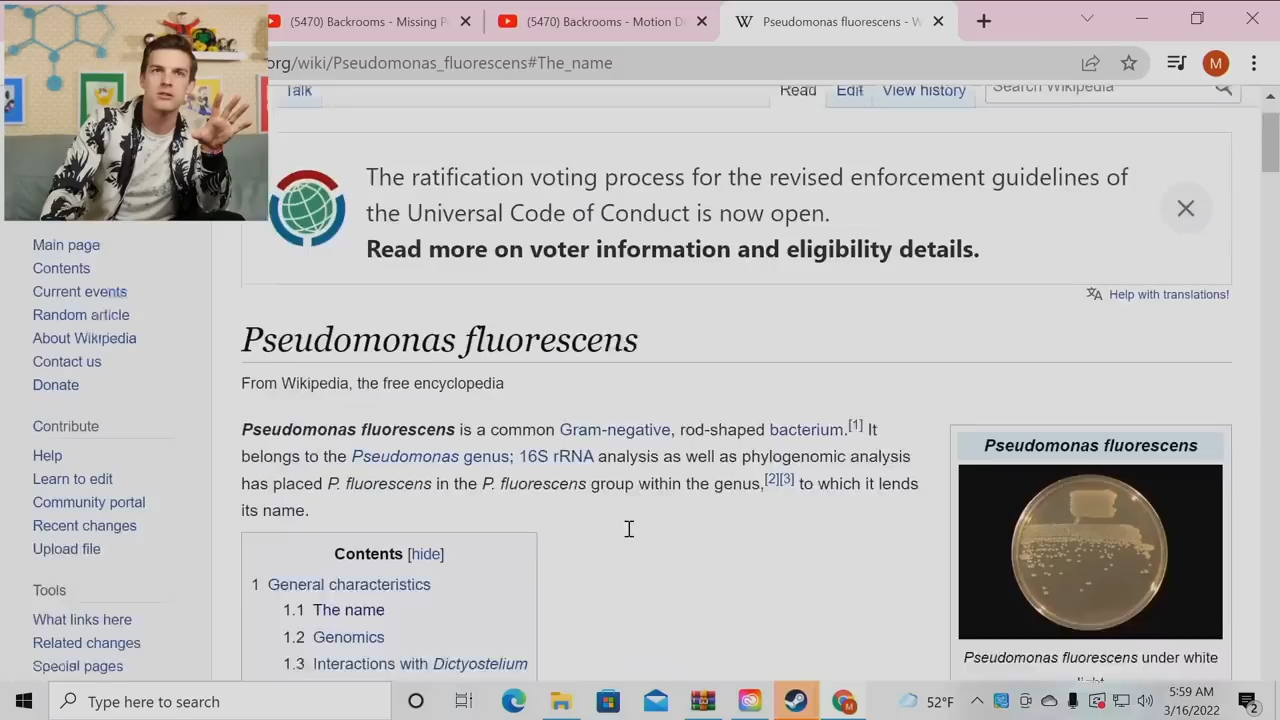 (5470) Backrooms - Missing P
(5470) Backrooms - Motion D
Pseudomonas fluorescens - W
org/wiki/Pseudomonas_fluorescens#The_name
M
Talk
Read Edit View history
Search Wikipedia
The ratification voting process for the revised enforcement guidelines of
the Universal Code of Conduct is now open.
Read more on voter information and eligibility details.
Help with translations!
Main page
Contents
Current events
Random article
About Wikipedia
Contact us
Donate
Contribute
Help
Learn to edit
Community portal
Recent changes
Upload file
Tools
What links here
Related changes
Special pages
Pseudomonas fluorescens
From Wikipedia, the free encyclopedia
Pseudomonas fluorescens is a common Gram-negative, rod-shaped bacterium.[1] It
belongs to the Pseudomonas genus; 16S rRNA analysis as well as phylogenomic analysis
has placed P. fluorescens in the P. fluorescens group within the genus,[2][3] to which it lends
its name.
Contents [hide]
1 General characteristics
1.1 The name
1.2 Genomics
1.3 Interactions with Dictyostelium
Pseudomonas fluorescens
Pseudomonas fluorescens under white
light
Type here to search
52°F
5:59 AM
3/16/2022
2